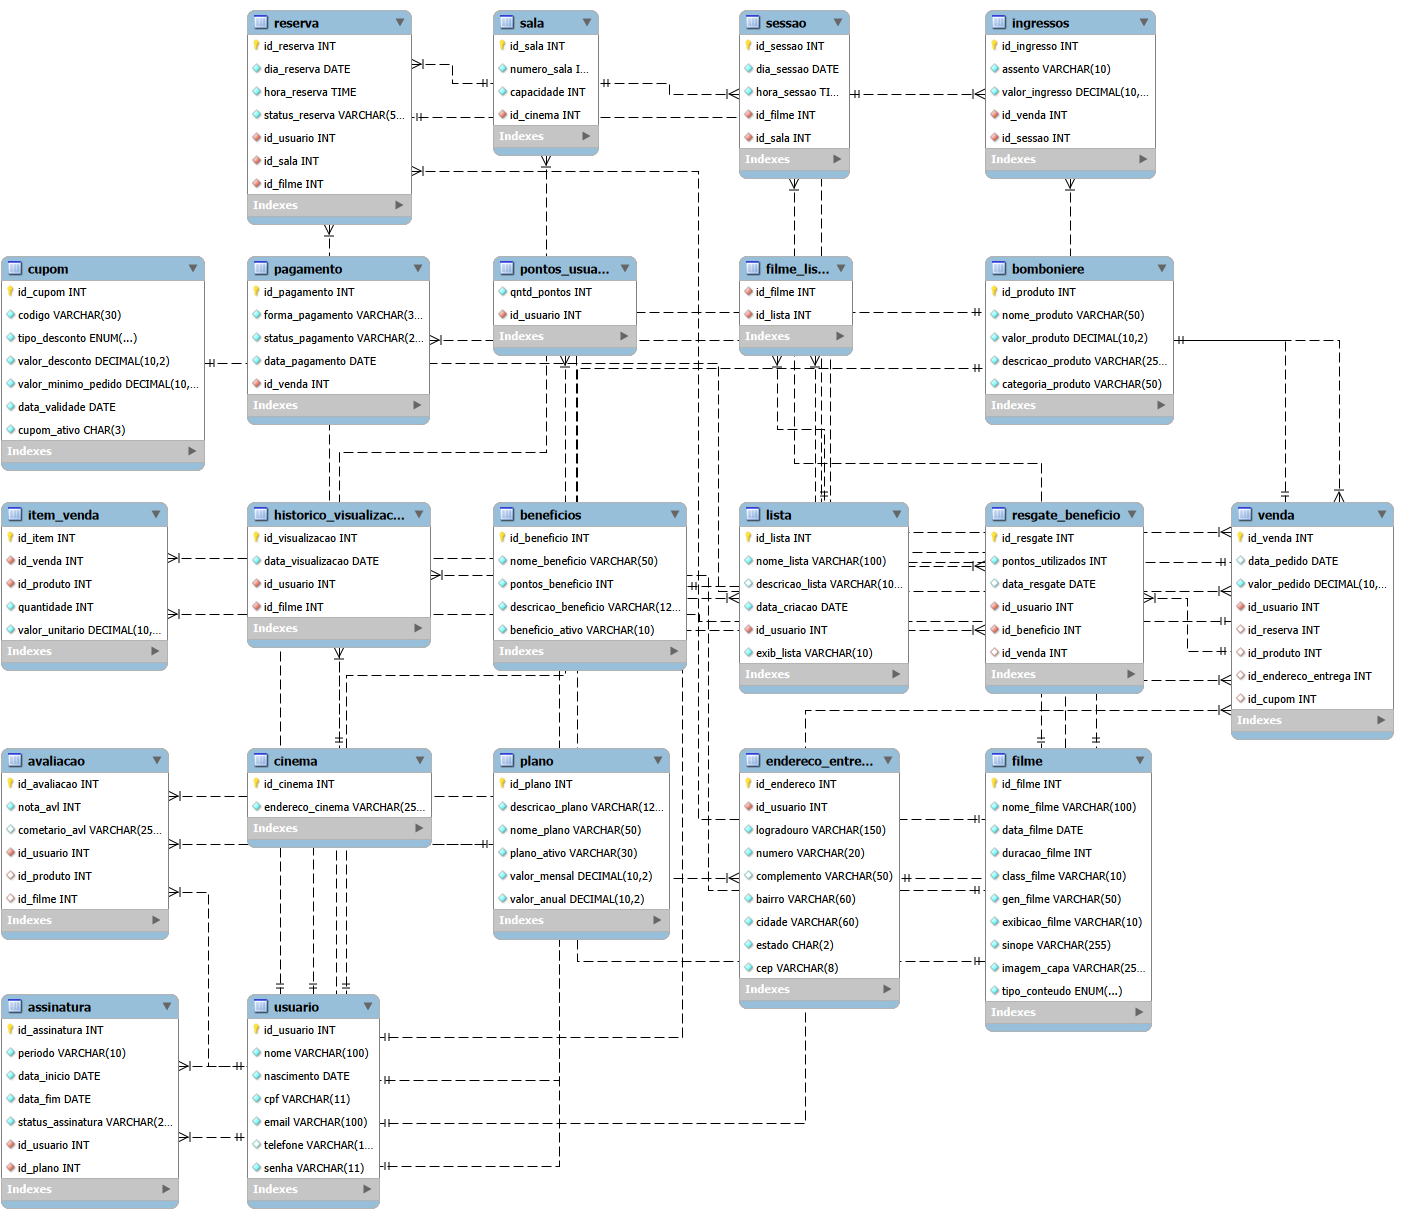 reserva
id_reserva INT
dia_reserva DATE
hora_reserva TIME
status_reserva VARCHAR(5...
id_usuario INT
id_sala INT
id_filme INT
Indexes
sala
id_sala INT
numero_sala I...
capacidade INT
id_cinema INT
Indexes
sessao
id_sessao INT
dia_sessao DATE
hora_sessao TI...
id_filme INT
id_sala INT
Indexes
ingressos
id_ingresso INT
assento VARCHAR(10)
valor_ingresso DECIMAL(10,...
id_venda INT
id_sessao INT
Indexes
cupom
id_cupom INT
codigo VARCHAR(30)
tipo_desconto ENUM(...)
valor_desconto DECIMAL(10,2)
valor_minimo_pedido DECIMAL(10,...
data_validade DATE
cupom_ativo CHAR(3)
Indexes
pagamento
id_pagamento INT
forma_pagamento VARCHAR(3...
status_pagamento VARCHAR(2...
data_pagamento DATE
id_venda INT
Indexes
pontos_usua...
qntd_pontos INT
id_usuario INT
Indexes
filme_lis...
id_filme INT
id_lista INT
Indexes
bomboniere
id_produto INT
nome_produto VARCHAR(50)
valor_produto DECIMAL(10,2)
descricao_produto VARCHAR(25...
categoria_produto VARCHAR(50)
Indexes
item_venda
id_item INT
id_venda INT
id_produto INT
quantidade INT
valor_unitario DECIMAL(10,...
Indexes
historico_visualizac...
id_visualizacao INT
data_visualizacao DATE
id_usuario INT
id_filme INT
Indexes
beneficios
id_beneficio INT
nome_beneficio VARCHAR(50)
pontos_beneficio INT
descricao_beneficio VARCHAR(12...
beneficio_ativo VARCHAR(10)
Indexes
lista
id_lista INT
nome_lista VARCHAR(100)
descricao_lista VARCHAR(10...
data_criacao DATE
id_usuario INT
exib_lista VARCHAR(10)
Indexes
resgate_beneficio
id_resgate INT
pontos_utilizados INT
data_resgate DATE
id_usuario INT
id_beneficio INT
id_venda INT
Indexes
venda
id_venda INT
data_pedido DATE
valor_pedido DECIMAL(10,...
id_usuario INT
id_reserva INT
id_produto INT
id_endereco_entrega INT
id_cupom INT
Indexes
avaliacao
id_avaliacao INT
nota_avl INT
cometario_avl VARCHAR(25...
id_usuario INT
id_produto INT
id_filme INT
Indexes
cinema
id_cinema INT
endereco_cinema VARCHAR(25...
Indexes
plano
id_plano INT
descricao_plano VARCHAR(12...
nome_plano VARCHAR(50)
plano_ativo VARCHAR(30)
valor_mensal DECIMAL(10,2)
valor_anual DECIMAL(10,2)
Indexes
endereco_entre...
id_endereco INT
id_usuario INT
logradouro VARCHAR(150)
numero VARCHAR(20)
complemento VARCHAR(50)
bairro VARCHAR(60)
cidade VARCHAR(60)
estado CHAR(2)
cep VARCHAR(8)
Indexes
filme
id_filme INT
nome_filme VARCHAR(100)
data_filme DATE
duracao_filme INT
class_filme VARCHAR(10)
gen_filme VARCHAR(50)
exibicao_filme VARCHAR(10)
sinope VARCHAR(255)
imagem_capa VARCHAR(25...
tipo_conteudo ENUM(...)
Indexes
assinatura
id_assinatura INT
periodo VARCHAR(10)
data_inicio DATE
data_fim DATE
status_assinatura VARCHAR(2...
id_usuario INT
id_plano INT
Indexes
usuario
id_usuario INT
nome VARCHAR(100)
nascimento DATE
cpf VARCHAR(11)
email VARCHAR(100)
telefone VARCHAR(1...
senha VARCHAR(11)
Indexes